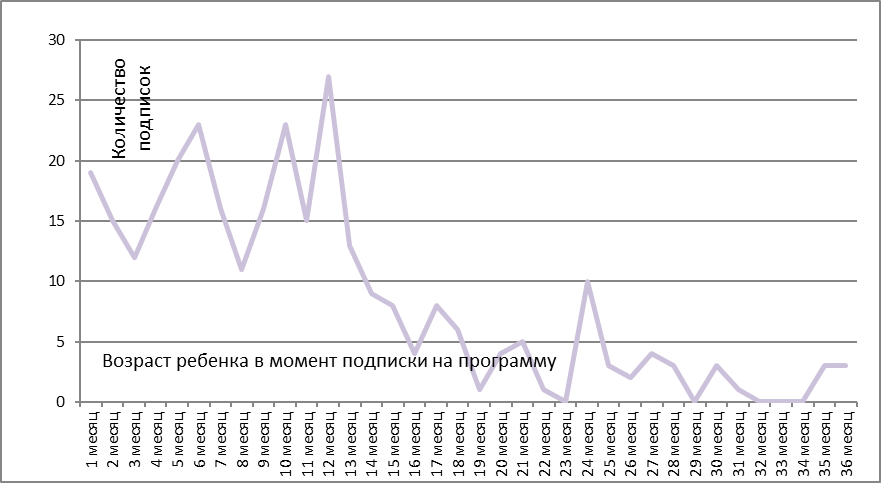 30
25
20
15
10
5
0
Количество
подписок
Возраст ребенка в момент подписки на программу
1 месяц
2 месяц
3 месяц
4 месяц
5 месяц
6 месяц
7 месяц
8 месяц
9 месяц
10 месяц
11 месяц
12 месяц
13 месяц
14 месяц
15 месяц
16 месяц
17 месяц
18 месяц
19 месяц
20 месяц
21 месяц
22 месяц
23 месяц
24 месяц
25 месяц
26 месяц
27 месяц
28 месяц
29 месяц
30 месяц
31 месяц
32 месяц
33 месяц
34 месяц
35 месяц
36 месяц